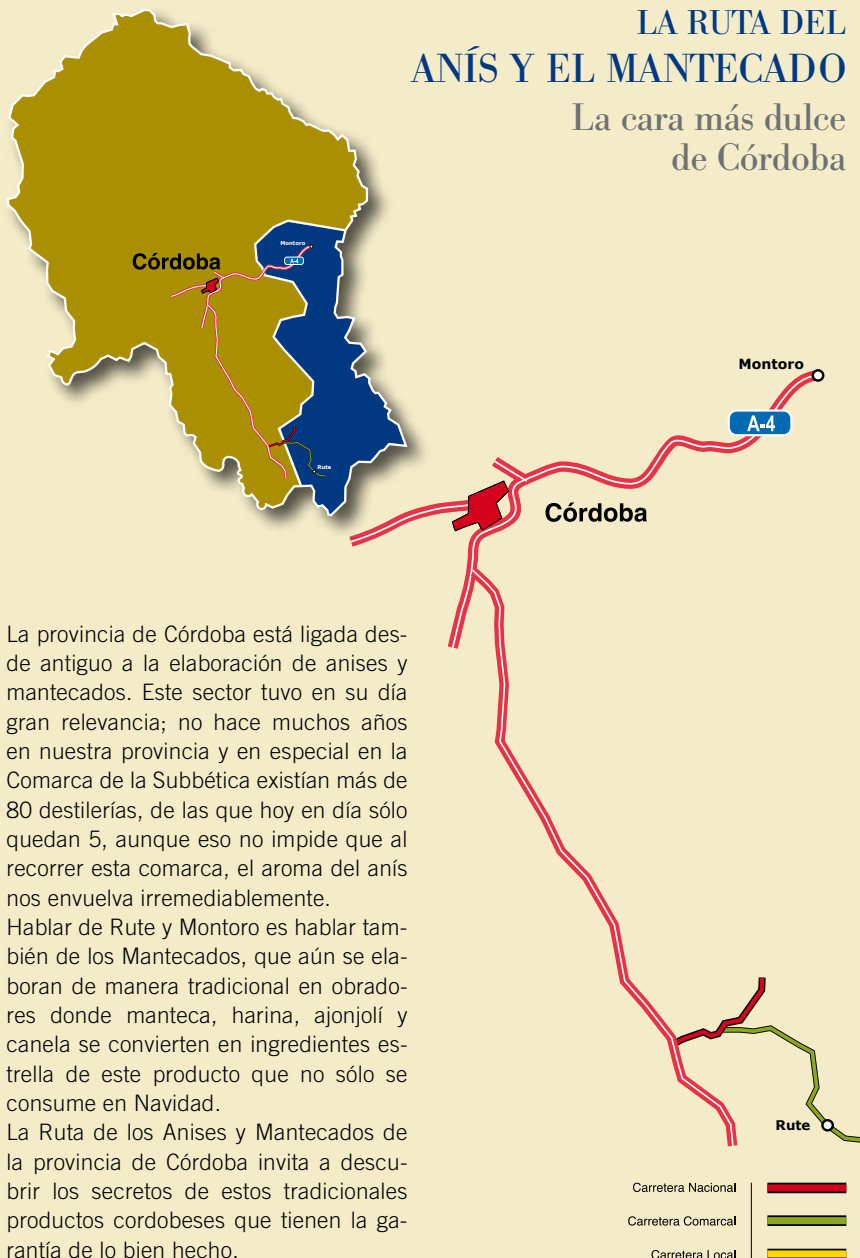 LA RUTA DEL
ANÍS Y EL MANTECADO
La cara más dulce
de Córdoba
Montoro
A-4
Córdoba
Rute
Montoro
A-4
Córdoba
La provincia de Córdoba está ligada des-
de antiguo a la elaboración de anises y
mantecados. Este sector tuvo en su día
gran relevancia; no hace muchos años
en nuestra provincia y en especial en la
Comarca de la Subbética existían más de
80 destilerías, de las que hoy en día sólo
quedan 5, aunque eso no impide que al
recorrer esta comarca, el aroma del anís
nos envuelva irremediablemente.
Hablar de Rute y Montoro es hablar tam-
bién de los Mantecados, que aún se ela-
boran de manera tradicional en obrado-
res donde manteca, harina, ajonjolí y
canela se convierten en ingredientes es-
trella de este producto que no sólo se
consume en Navidad.
La Ruta de los Anises y Mantecados de
la provincia de Córdoba invita a descu-
brir los secretos de estos tradicionales
productos cordobeses que tienen la ga-
rantía de lo bien hecho.
Rute
Carretera Nacional
Carretera Comarcal
Carretera Local